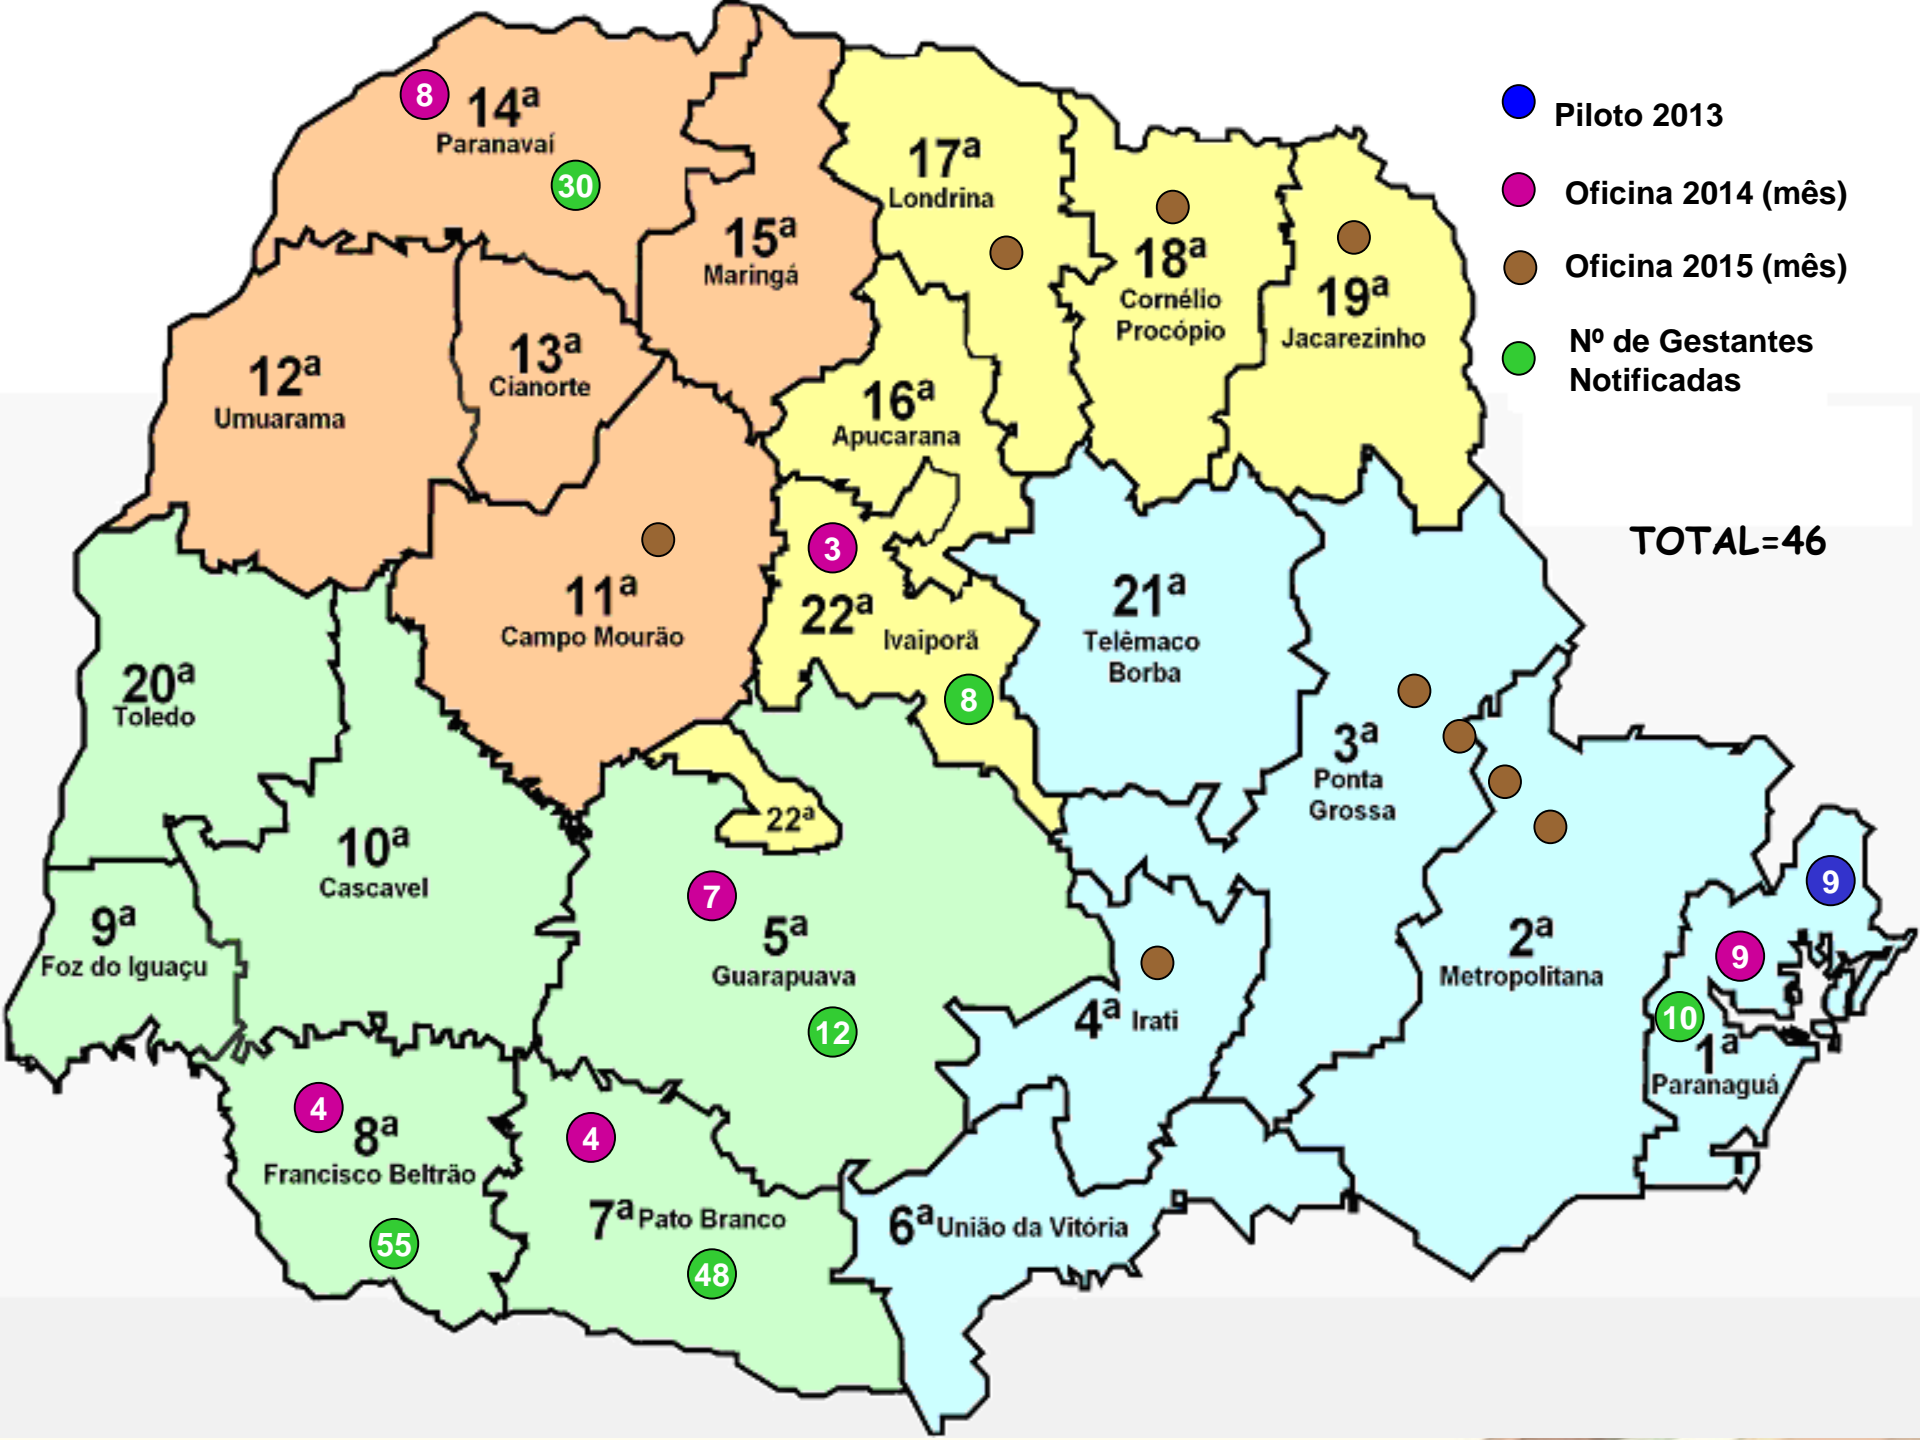 8
14ª
Paranavaí
30
15ª
Maringá
17ª
Londrina
18ª
Cornélio
Procópio
19ª
Jacarezinho
Piloto 2013
Oficina 2014 (mês)
Oficina 2015 (mês)
Nº de Gestantes
Notificadas
TOTAL=46
12ª
Umuarama
13ª
Cianorte
16ª
Apucarana
11ª
Campo Mourão
3
22ª
Ivaiporã
8
21ª
Telêmaco
Borba
20ª
Toledo
10ª
Cascavel
22ª
3ª
Ponta
Grossa
9ª
Foz do Iguaçu
7
5ª
Guarapuava
12
4ª Irati
2ª
Metropolitana
9
9
10
1ª
Paranaguá
4
8ª
Francisco Beltrão
55
4
7ª Pato Branco
48
6ª União da Vitória